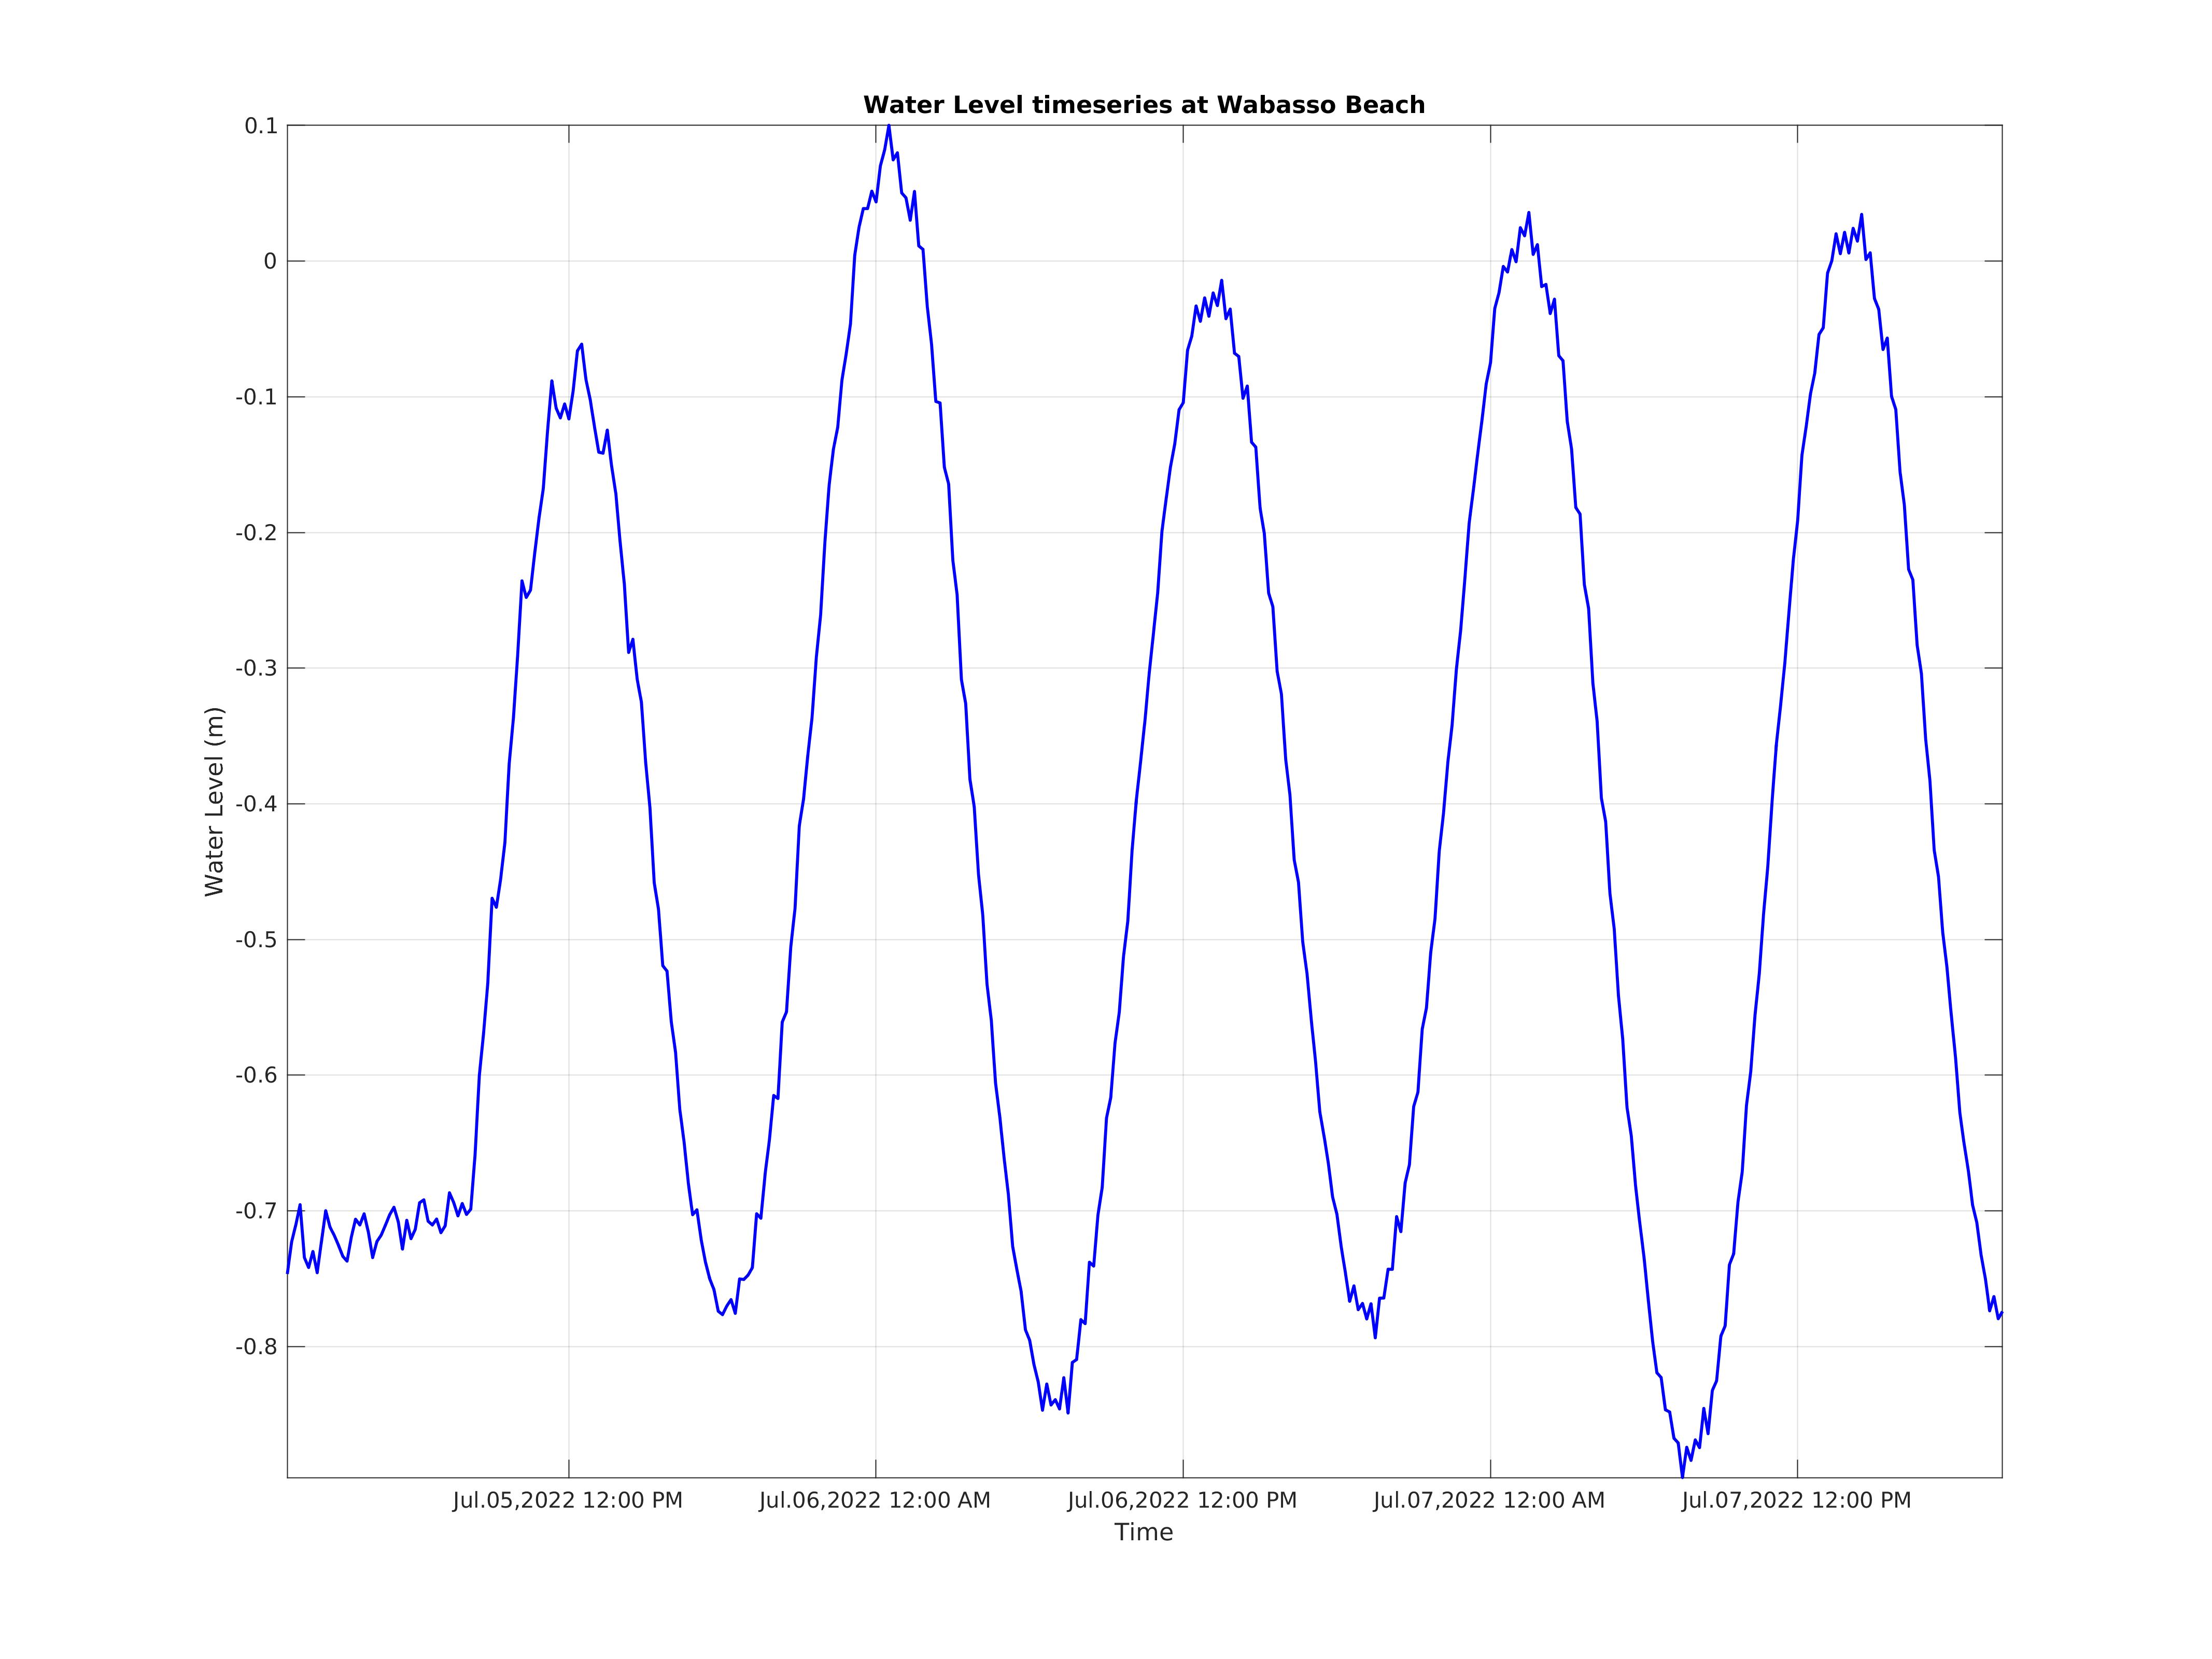 Water Level timeseries at Wabasso Beach
0.1
0
-0.1
-0.2
-0.3
-0.4
-0.5
-0.6
-0.7
-0.8
Water Level (m)
Jul.05,2022 12:00 PM
Jul.06,2022 12:00 AM
Jul.06,2022 12:00 PM
Jul.07,2022 12:00 AM
Jul.07,2022 12:00 PM
Time